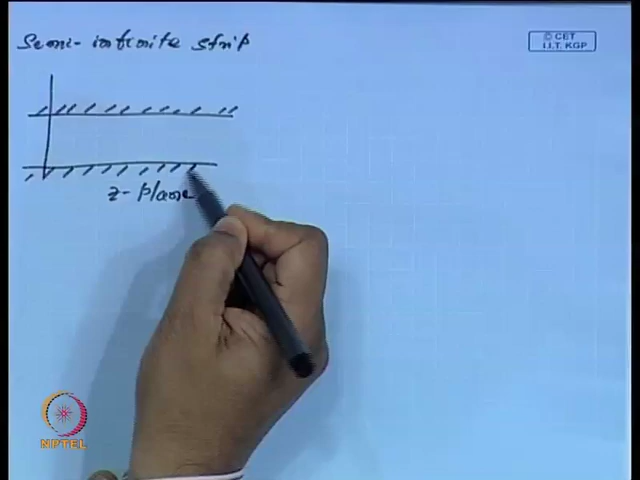 Semi-infinite strip
© CET
I.I.T. KGP
z-plane
NPTEL